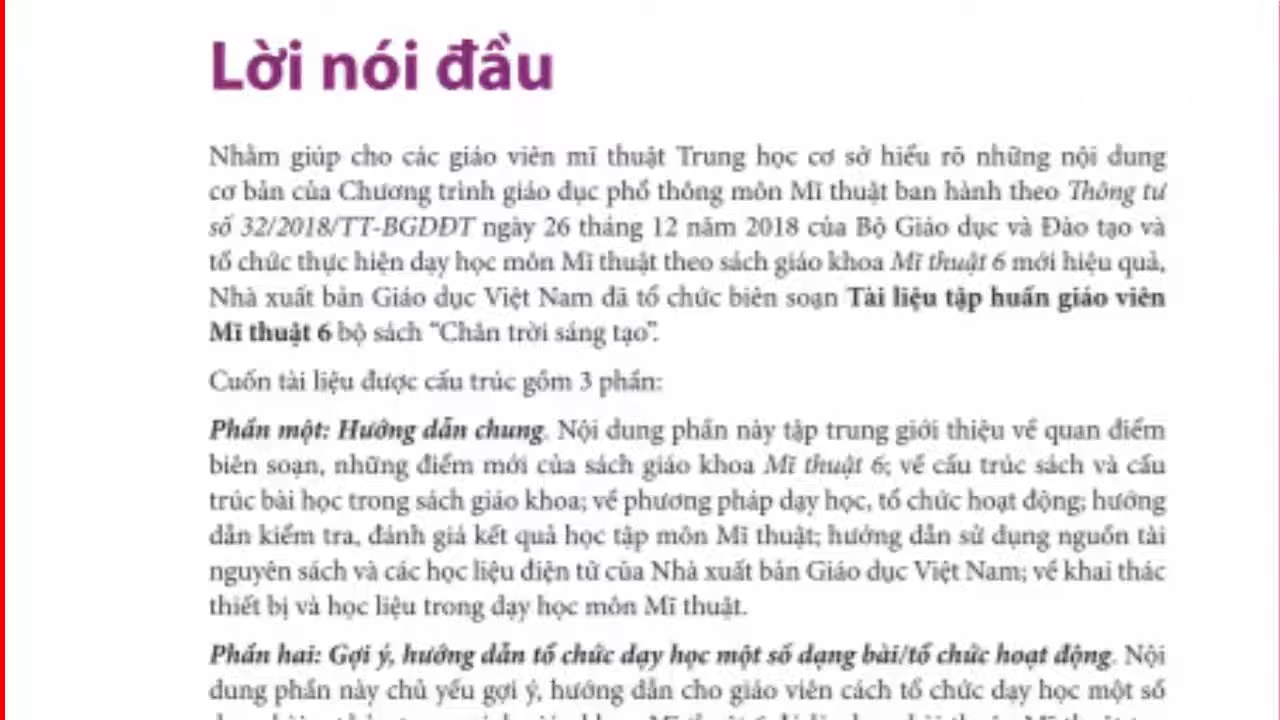 Lời nói đầu
Nhằm giúp cho các giáo viên mĩ thuật Trung học cơ sở hiểu rõ những nội dung
cơ bản của Chương trình giáo dục phổ thông môn Mĩ thuật ban hành theo Thông tư
số 32/2018/TT-BGDĐT ngày 26 tháng 12 năm 2018 của Bộ Giáo dục và Đào tạo và
tổ chức thực hiện dạy học môn Mĩ thuật theo sách giáo khoa Mĩ thuật 6 mới hiệu quả,
Nhà xuất bản Giáo dục Việt Nam đã tổ chức biên soạn Tài liệu tập huấn giáo viên
Mĩ thuật 6 bộ sách “Chân trời sáng tạo”.
Cuốn tài liệu được cấu trúc gồm 3 phần:
Phần một: Hướng dẫn chung. Nội dung phần này tập trung giới thiệu về quan điểm
biên soạn, những điểm mới của sách giáo khoa Mĩ thuật 6; về cấu trúc sách và cấu
trúc bài học trong sách giáo khoa; về phương pháp dạy học, tổ chức hoạt động; hướng
dẫn kiểm tra, đánh giá kết quả học tập môn Mĩ thuật; hướng dẫn sử dụng nguồn tài
nguyên sách và các học liệu điện tử của Nhà xuất bản Giáo dục Việt Nam; về khai thác
thiết bị và học liệu trong dạy học môn Mĩ thuật.
Phần hai: Gợi ý, hướng dẫn tổ chức dạy học một số dạng bài/tổ chức hoạt động. Nội
dung phần này chủ yếu gợi ý, hướng dẫn cho giáo viên cách tổ chức dạy học một số